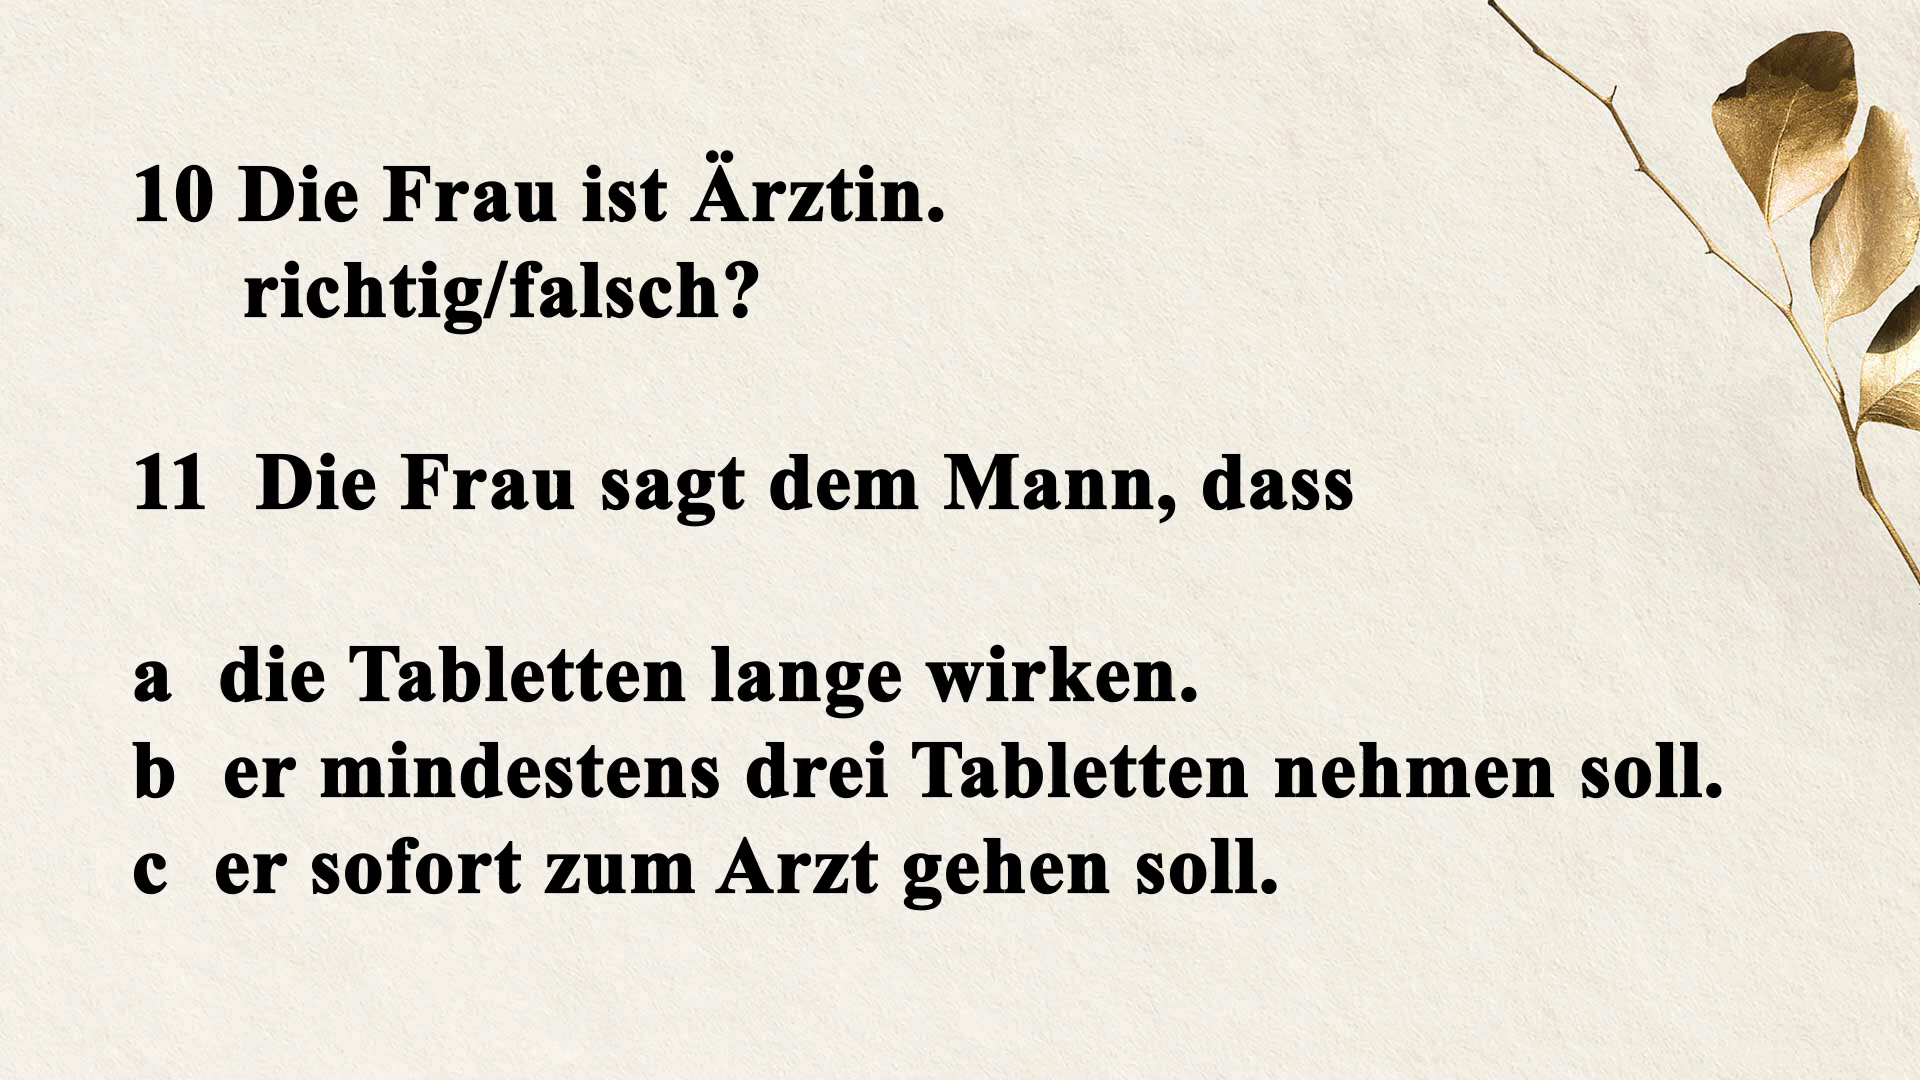 10 Die Frau ist Ärztin.
richtig/falsch?
11 Die Frau sagt dem Mann, dass
a die Tabletten lange wirken.
b er mindestens drei Tabletten nehmen soll.
c er sofort zum Arzt gehen soll.